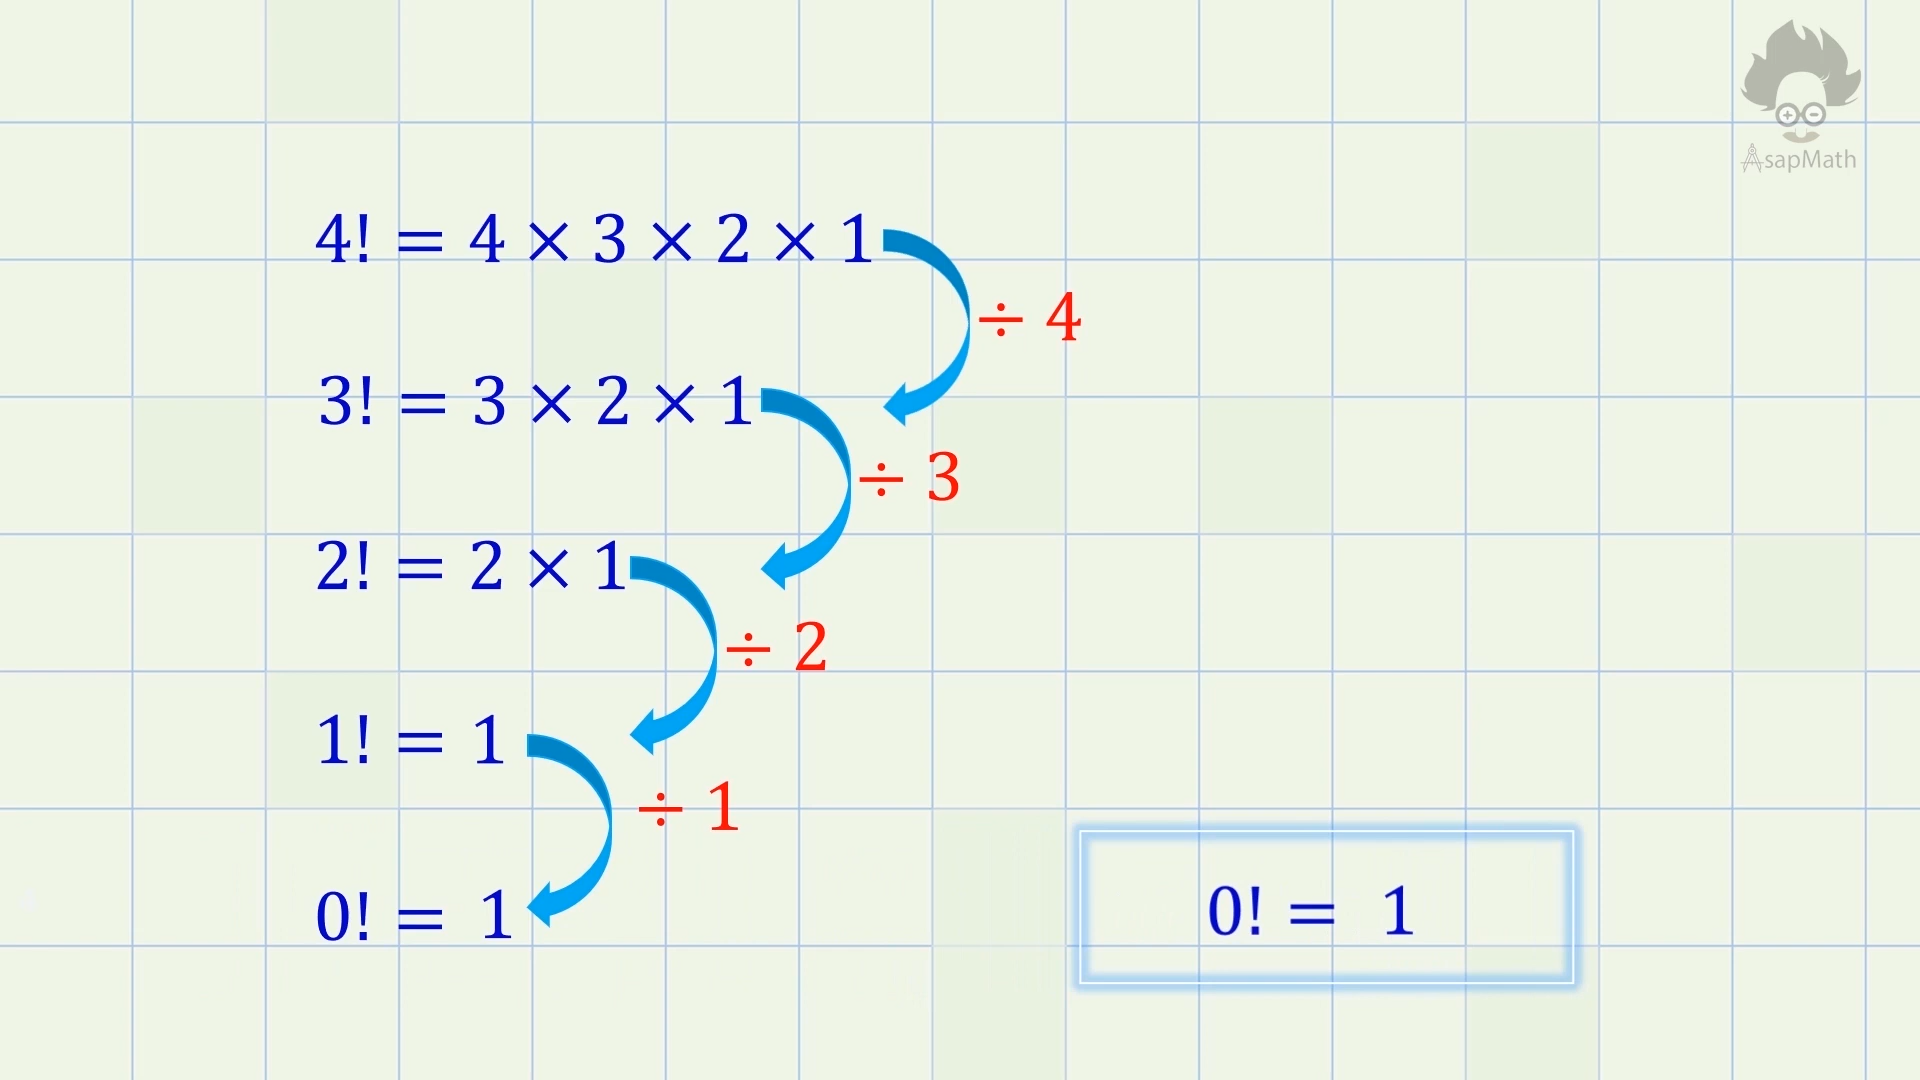 AsapMath
4! = 4 × 3 × 2 × 1
÷ 4
3! = 3 × 2 × 1
÷ 3
2! = 2 × 1
÷ 2
1! = 1
÷ 1
0! = 1
0! = 1